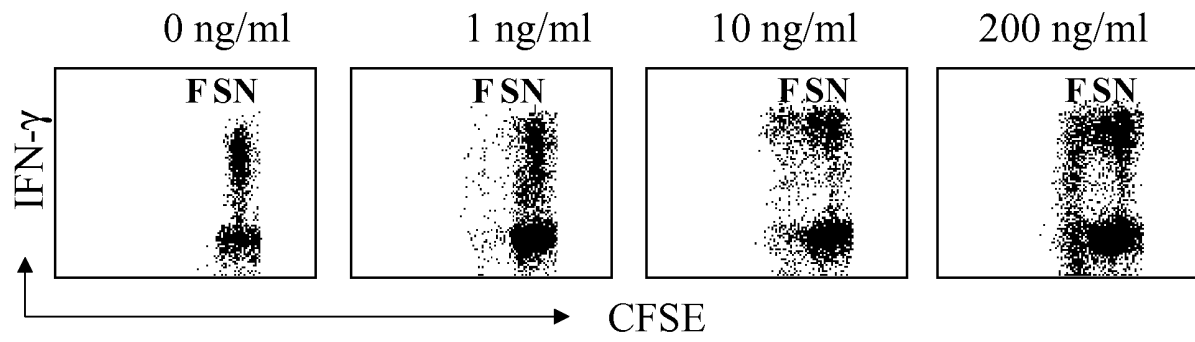 0 ng/ml 1 ng/ml 10 ng/ml 200 ng/ml
F SN F SN F SN F SN
IFN-γ
CFSE